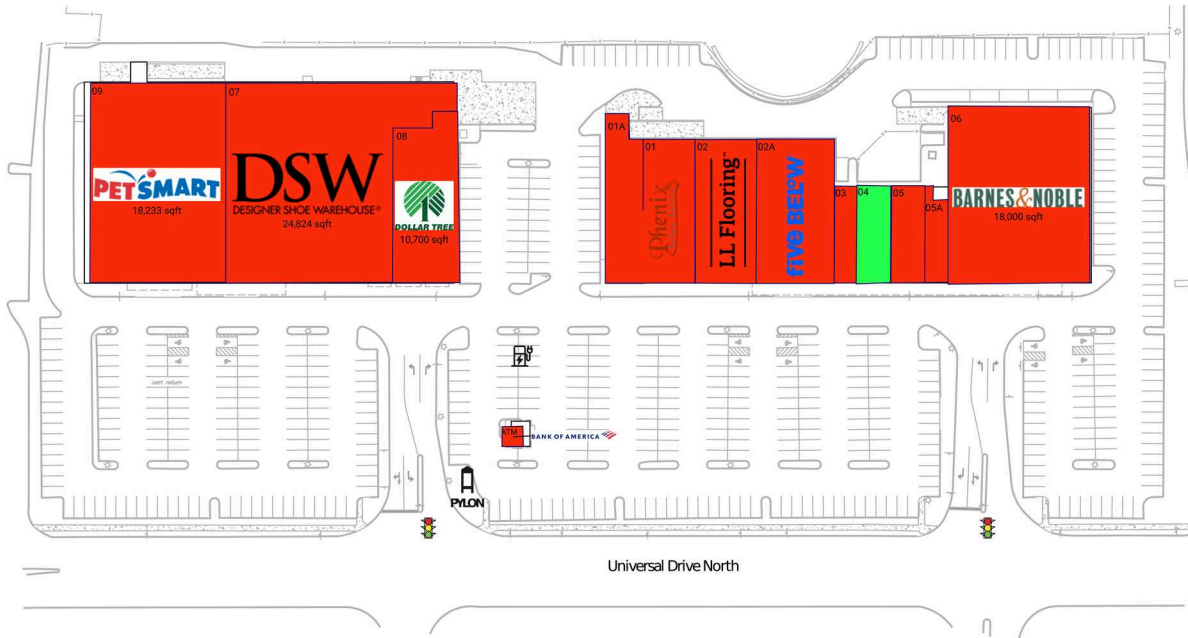 09
PETSMART
18,233 sqft
07
DSW
DESIGNER SHOE WAREHOUSE®
24,824 sqft
08
DOLLAR TREE
10,700 sqft
01A
01
Phenix
02
LL Flooring™
02A
five BEL°W
03
04
05
05A
06
BARNES&NOBLE
18,000 sqft
cart return
ATM
BANK OF AMERICA
PYLON
Universal Drive North